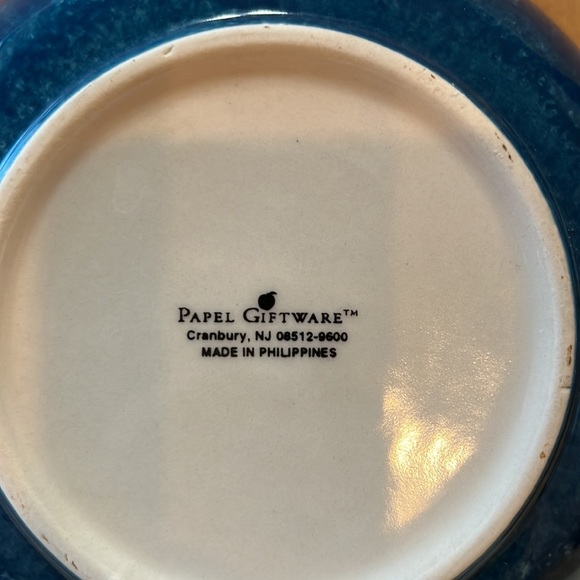 PAPEL GIFTWARE™
Cranbury, NJ 08512-9600
MADE IN PHILIPPINES